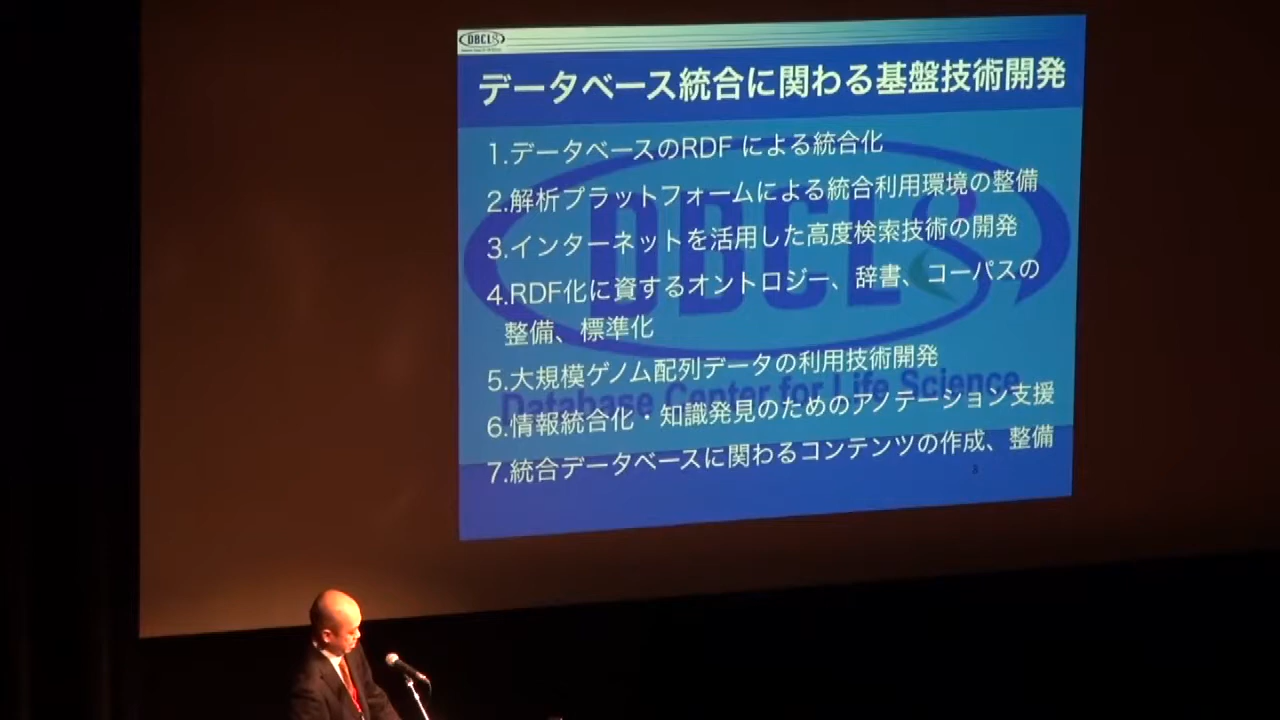 DBCLS
データベース統合に関わる基盤技術開発
1.データベースのRDF による統合化
2.解析プラットフォームによる統合利用環境の整備
3.インターネットを活用した高度検索技術の開発
4.RDF化に資するオントロジー、辞書、コーパスの
整備、標準化
5.大規模ゲノム配列データの利用技術開発
6.情報統合化・知識発見のためのアノテーション支援
7.統合データベースに関わるコンテンツの作成、整備
DBCLS
Database Center for Life Science